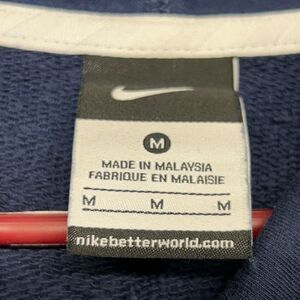 M
MADE IN MALAYSIA
FABRIQUE EN MALAISIE
M M M
nikebetterworld.com